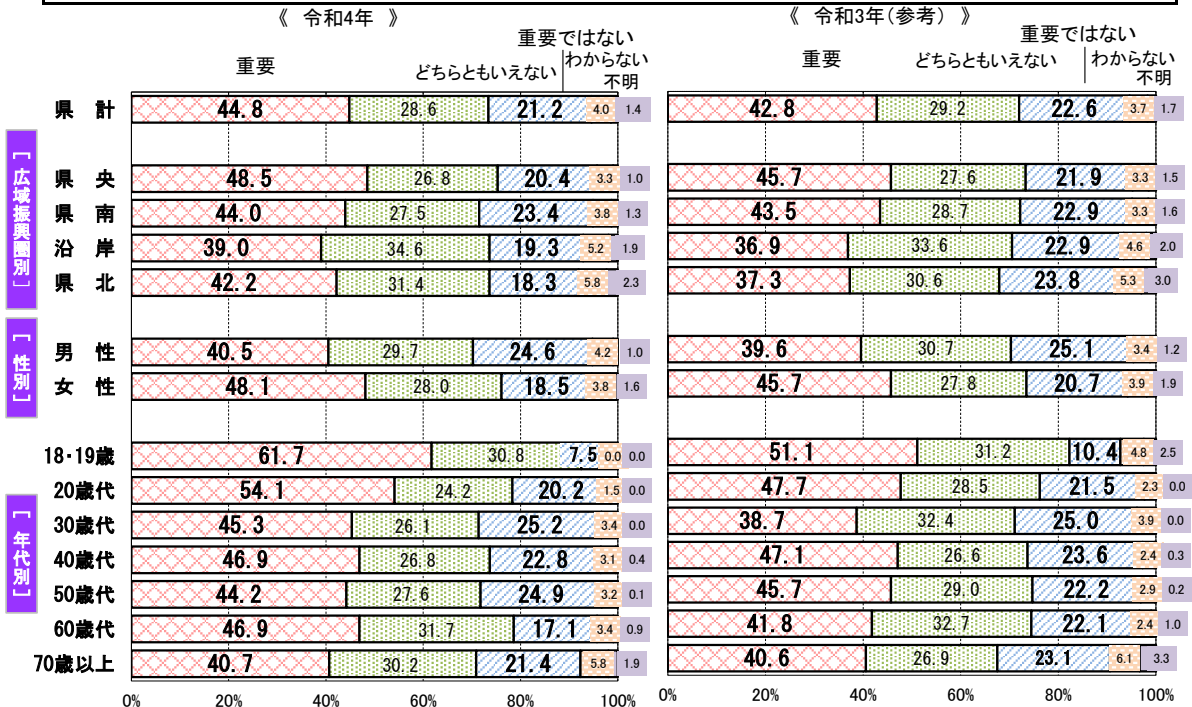 《 令和4年 》
重要ではない
重要
どちらともいえない
わからない
不明
県 計 44.8 28.6 21.2 4.0 1.4
[広域振興圏別]
県 央 48.5 26.8 20.4 3.3 1.0
県 南 44.0 27.5 23.4 3.8 1.3
沿 岸 39.0 34.6 19.3 5.2 1.9
県 北 42.2 31.4 18.3 5.8 2.3
[性別]
男 性 40.5 29.7 24.6 4.2 1.0
女 性 48.1 28.0 18.5 3.8 1.6
[年代別]
18・19歳 61.7 30.8 7.5 0.0 0.0
20歳代 54.1 24.2 20.2 1.5 0.0
30歳代 45.3 26.1 25.2 3.4 0.0
40歳代 46.9 26.8 22.8 3.1 0.4
50歳代 44.2 27.6 24.9 3.2 0.1
60歳代 46.9 31.7 17.1 3.4 0.9
70歳以上 40.7 30.2 21.4 5.8 1.9
0% 20% 40% 60% 80% 100%
《 令和3年(参考) 》
重要ではない
重要
どちらともいえない
わからない
不明
42.8 29.2 22.6 3.7 1.7
45.7 27.6 21.9 3.3 1.5
43.5 28.7 22.9 3.3 1.6
36.9 33.6 22.9 4.6 2.0
37.3 30.6 23.8 5.3 3.0
39.6 30.7 25.1 3.4 1.2
45.7 27.8 20.7 3.9 1.9
51.1 31.2 10.4 4.8 2.5
47.7 28.5 21.5 2.3 0.0
38.7 32.4 25.0 3.9 0.0
47.1 26.6 23.6 2.4 0.3
45.7 29.0 22.2 2.9 0.2
41.8 32.7 22.1 2.4 1.0
40.6 26.9 23.1 6.1 3.3
0% 20% 40% 60% 80% 100%